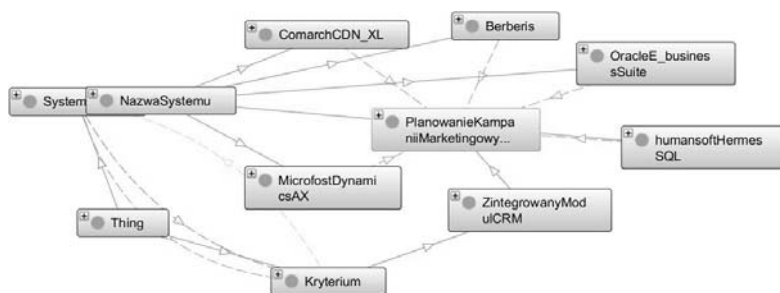 ComarchCDN_XL
Berberis
OracleE_busines
sSuite
System
NazwaSystemu
PlanowanieKampa
niiMarketingowy...
humansoftHermes
SQL
MicrofostDynami
csAX
ZintegrowanyMod
ulCRM
Thing
Kryterium